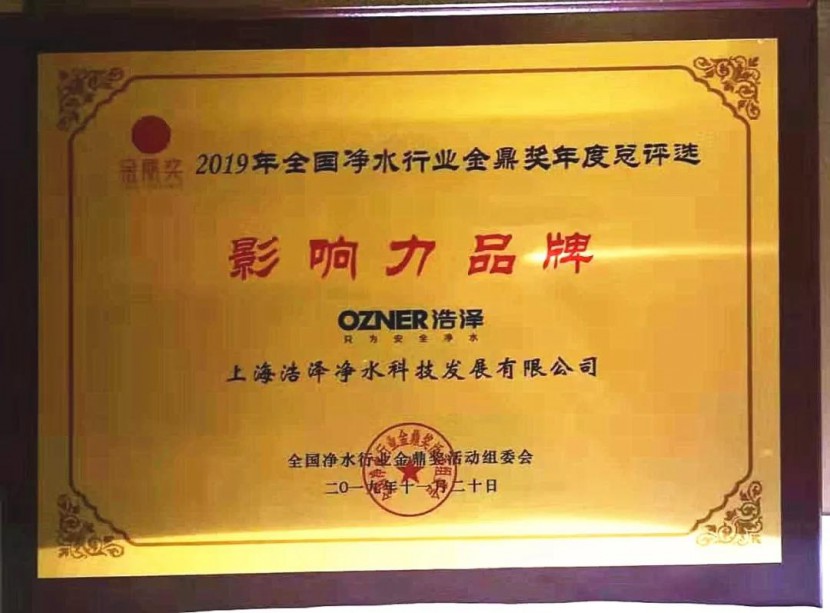 金鼎奖
2019年全国净水行业金鼎奖年度总评选
影响力品牌
OZNER浩泽
只为安全净水
上海浩泽净水科技发展有限公司
全国净水行业金鼎奖活动组委会
二〇一九年十一月二十日